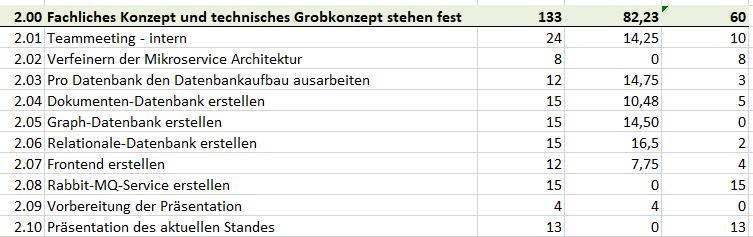 2.00 Fachliches Konzept und technisches Grobkonzept stehen fest 133 82,23 60
2.01 Teammeeting - intern 24 14,25 10
2.02 Verfeinern der Mikroservice Architektur 8 0 8
2.03 Pro Datenbank den Datenbankaufbau ausarbeiten 12 14,75 3
2.04 Dokumenten-Datenbank erstellen 15 10,48 5
2.05 Graph-Datenbank erstellen 15 14,50 0
2.06 Relationale-Datenbank erstellen 15 16,5 2
2.07 Frontend erstellen 12 7,75 4
2.08 Rabbit-MQ-Service erstellen 15 0 15
2.09 Vorbereitung der Präsentation 4 4 0
2.10 Präsentation des aktuellen Standes 13 0 13